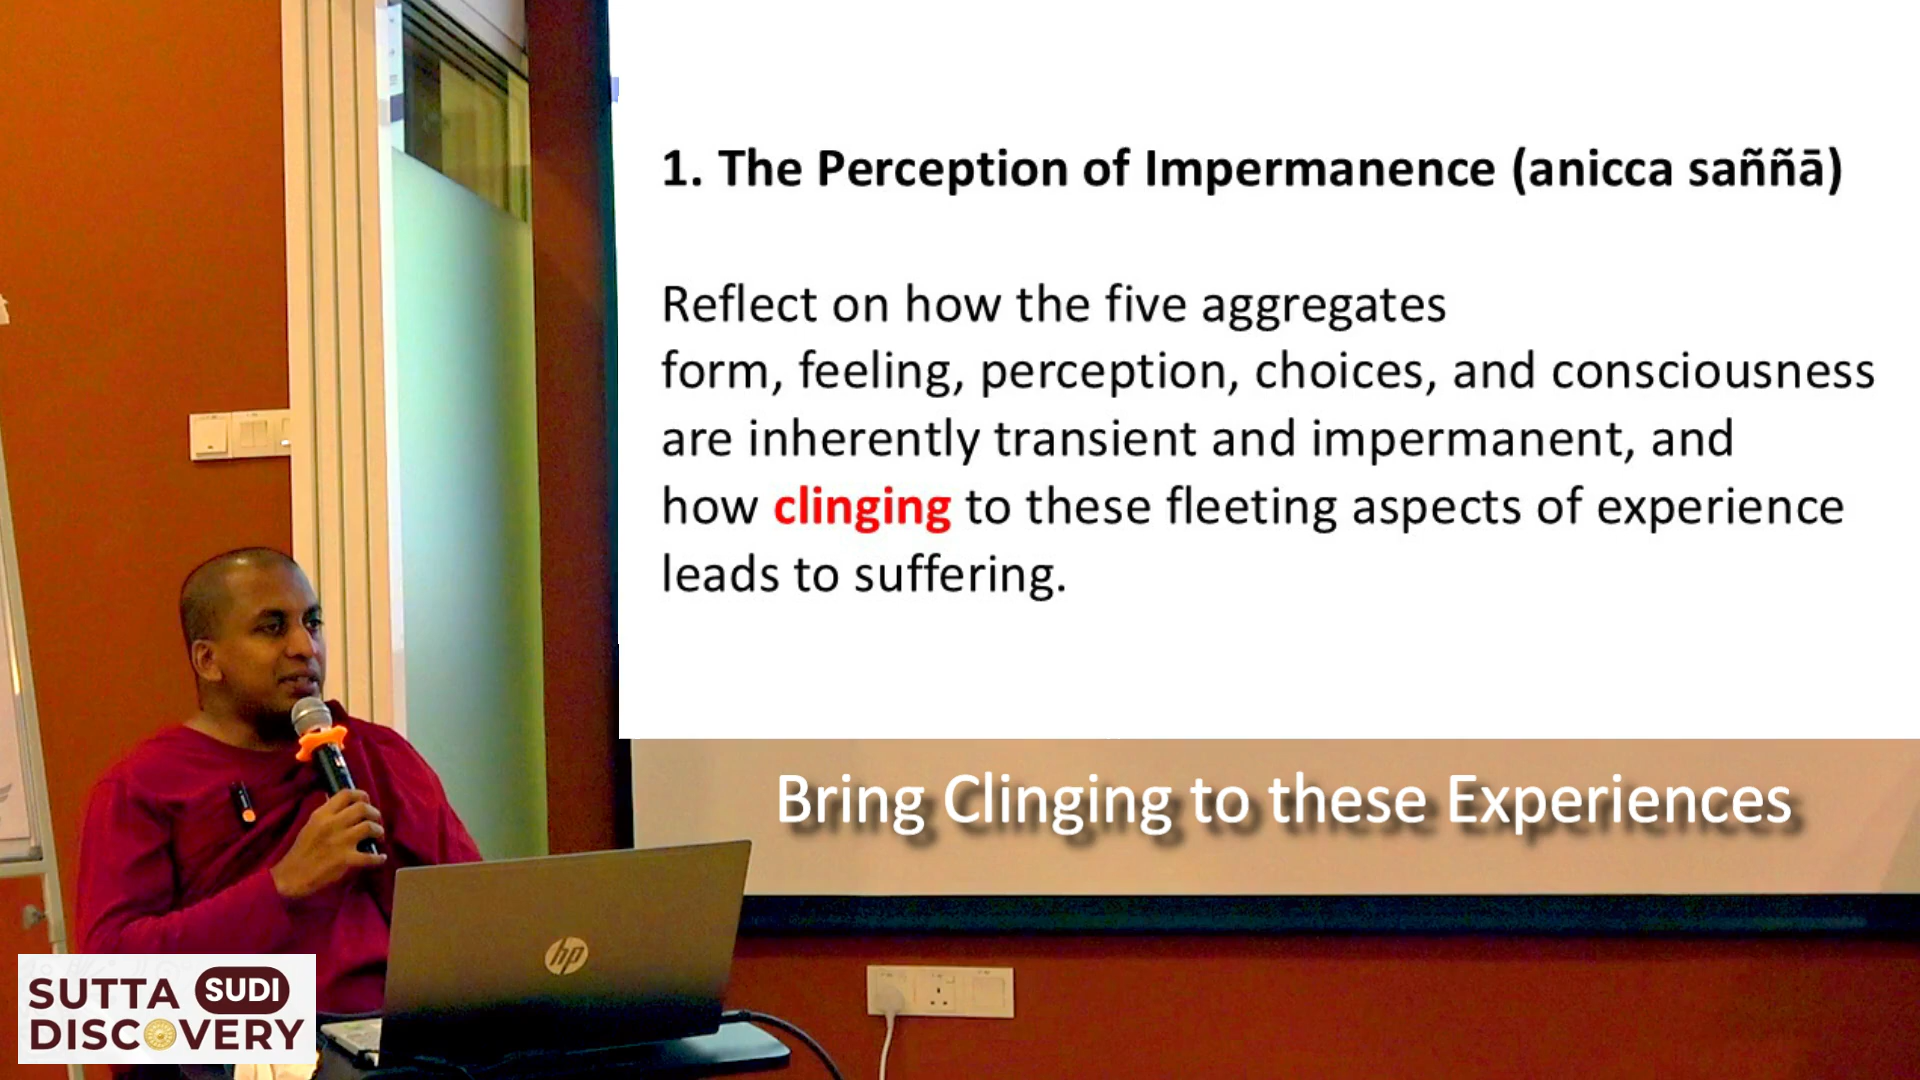 1. The Perception of Impermanence (anicca saññā)
Reflect on how the five aggregates
form, feeling, perception, choices, and consciousness
are inherently transient and impermanent, and
how clinging to these fleeting aspects of experience
leads to suffering.
Bring Clinging to these Experiences
hp
SUTTA SUDI
DISCOVERY